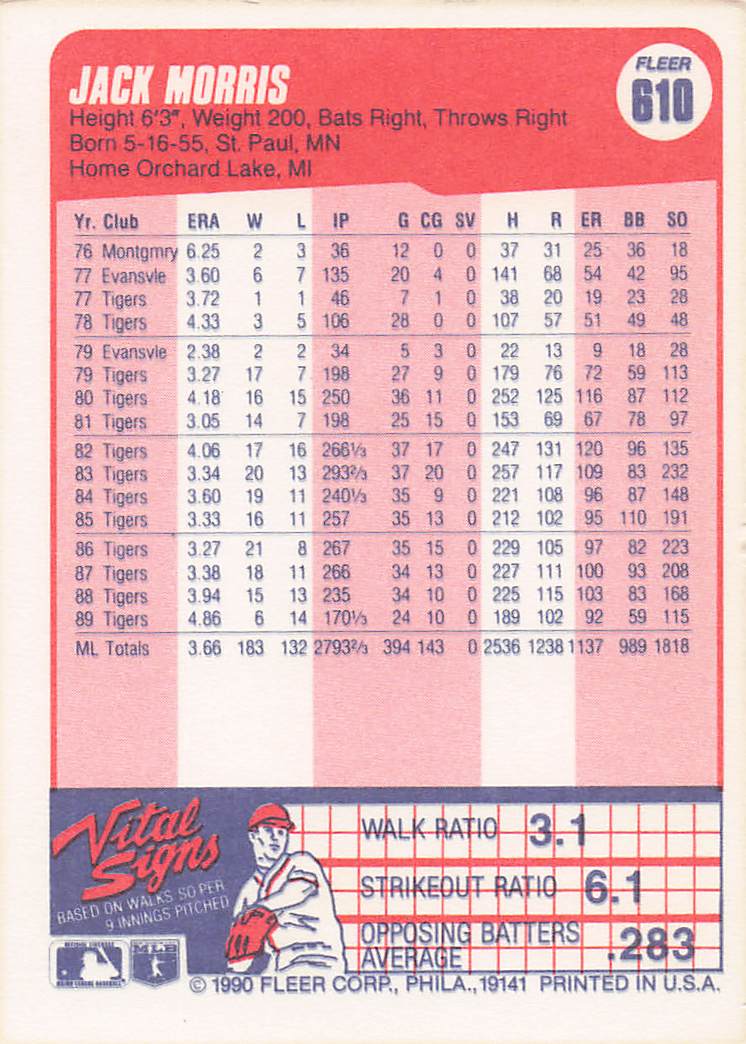 JACK MORRIS
FLEER
610
Height 6'3", Weight 200, Bats Right, Throws Right
Born 5-16-55, St. Paul, MN
Home Orchard Lake, MI
Yr. Club ERA W L IP G CG SV H R ER BB SO
76 Montgmry 6.25 2 3 36 12 0 0 37 31 25 36 18
77 Evansvle 3.60 6 7 135 20 4 0 141 68 54 42 95
77 Tigers 3.72 1 1 46 7 1 0 38 20 19 23 28
78 Tigers 4.33 3 5 106 28 0 0 107 57 51 49 48
79 Evansvle 2.38 2 2 34 5 3 0 22 13 9 18 28
79 Tigers 3.27 17 7 198 27 9 0 179 76 72 59 113
80 Tigers 4.18 16 15 250 36 11 0 252 125 116 87 112
81 Tigers 3.05 14 7 198 25 15 0 153 69 67 78 97
82 Tigers 4.06 17 16 266⅓ 37 17 0 247 131 120 96 135
83 Tigers 3.34 20 13 293⅔ 37 20 0 257 117 109 83 232
84 Tigers 3.60 19 11 240⅓ 35 9 0 221 108 96 87 148
85 Tigers 3.33 16 11 257 35 13 0 212 102 95 110 191
86 Tigers 3.27 21 8 267 35 15 0 229 105 97 82 223
87 Tigers 3.38 18 11 266 34 13 0 227 111 100 93 208
88 Tigers 3.94 15 13 235 34 10 0 225 115 103 83 168
89 Tigers 4.86 6 14 170⅓ 24 10 0 189 102 92 59 115
ML Totals 3.66 183 132 2793⅔ 394 143 0 2536 1238 1137 989 1818
Vital
Signs
BASED ON WALKS, SO PER
9 INNINGS PITCHED
WALK RATIO 3.1
STRIKEOUT RATIO 6.1
OPPOSING BATTERS
AVERAGE .283
© 1990 FLEER CORP., PHILA., 19141 PRINTED IN U.S.A.